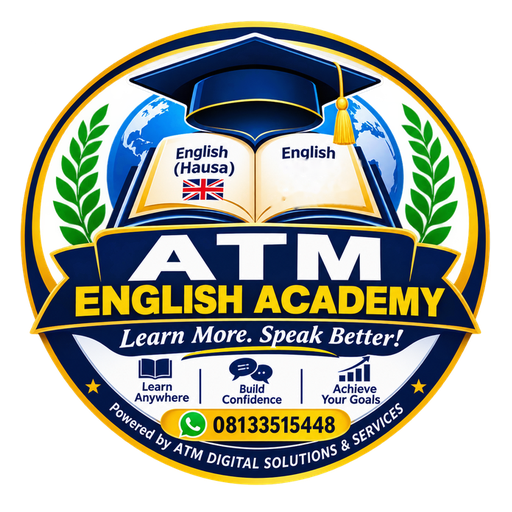 English
(Hausa)
English
ATM
ENGLISH ACADEMY
Learn More. Speak Better!
Learn
Anywhere
Build
Confidence
Achieve
Your Goals
08133515448
Powered by ATM DIGITAL SOLUTIONS & SERVICES